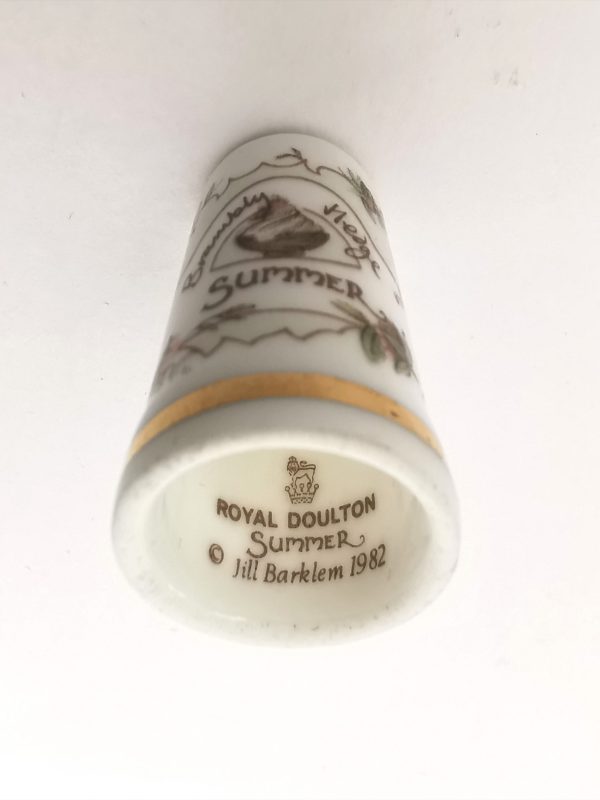 Brambly Hedge
SUMMER
ROYAL DOULTON
SUMMER
© Jill Barklem 1982